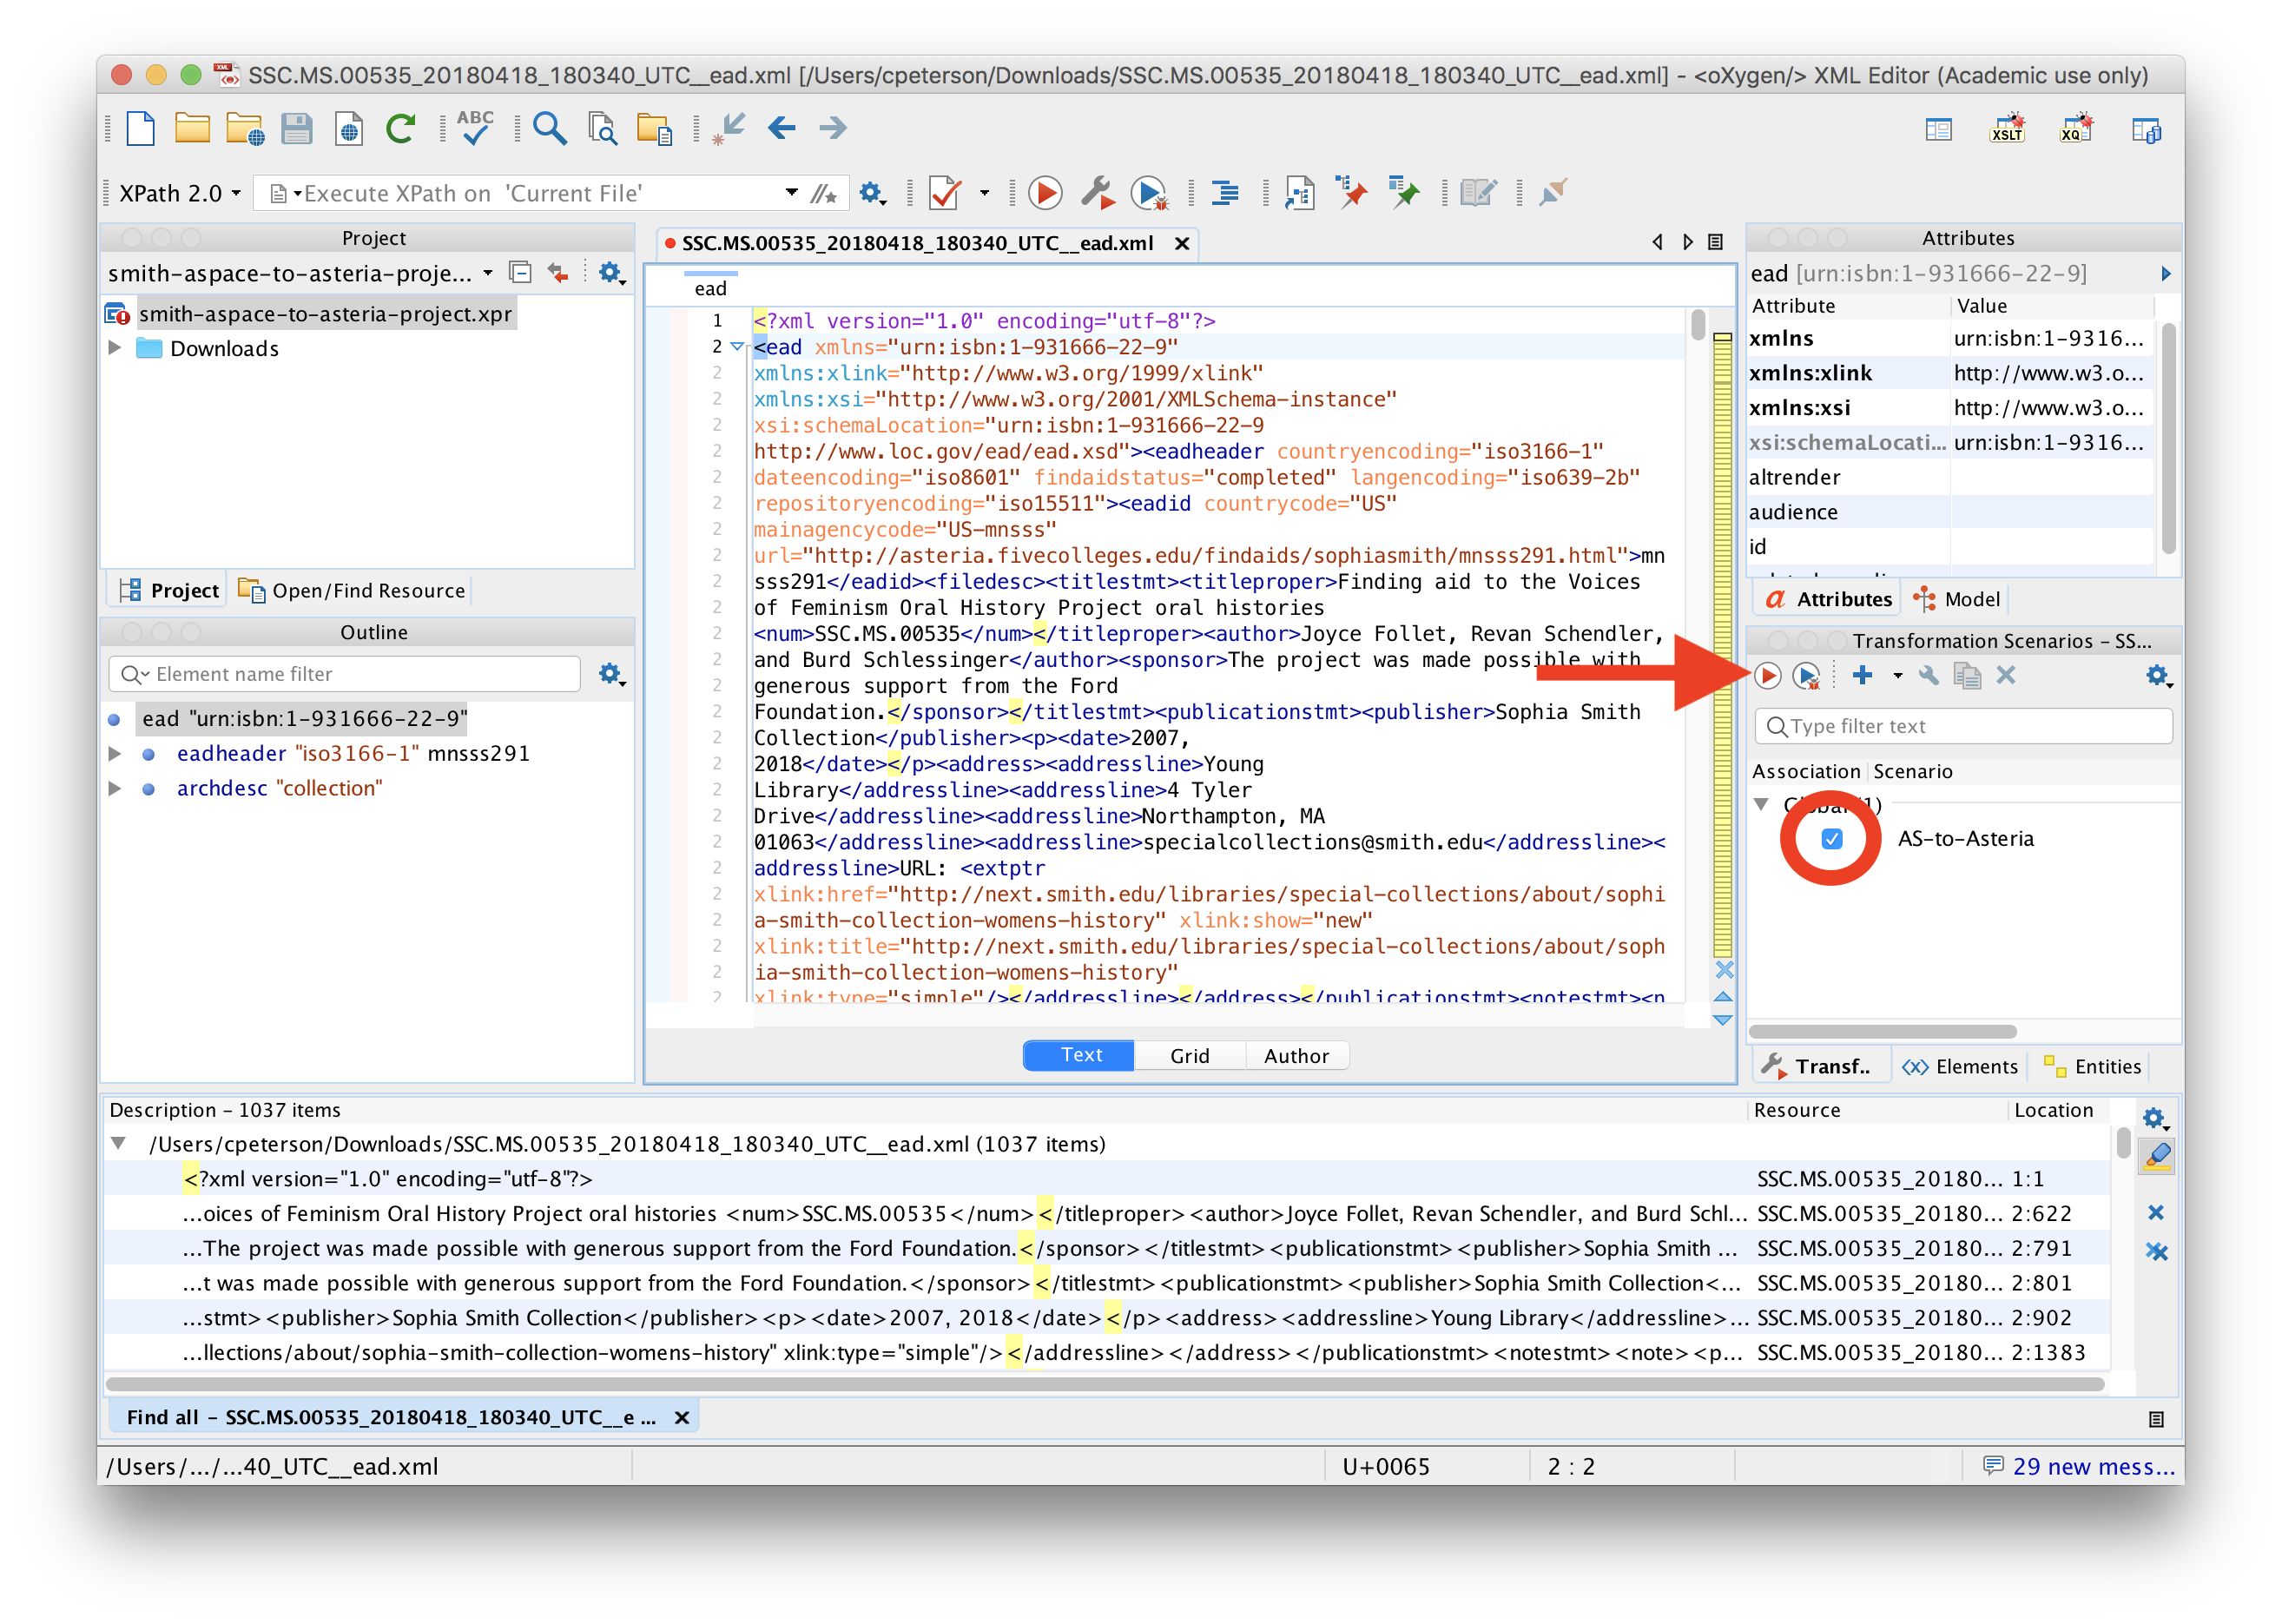 SSC.MS.00535_20180418_180340_UTC__ead.xml [/Users/cpeterson/Downloads/SSC.MS.00535_20180418_180340_UTC__ead.xml] - <oXygen/> XML Editor (Academic use only)
ABC
XSLT
XQ
XPath 2.0
Execute XPath on 'Current File'
Project
smith-aspace-to-asteria-proje...
smith-aspace-to-asteria-project.xpr
Downloads
Project
Open/Find Resource
Outline
Element name filter
ead "urn:isbn:1-931666-22-9"
eadheader "iso3166-1" mnsss291
archdesc "collection"
SSC.MS.00535_20180418_180340_UTC__ead.xml
ead
1 <?xml version="1.0" encoding="utf-8"?>
2 <ead xmlns="urn:isbn:1-931666-22-9"
2 xmlns:xlink="http://www.w3.org/1999/xlink"
2 xmlns:xsi="http://www.w3.org/2001/XMLSchema-instance"
2 xsi:schemaLocation="urn:isbn:1-931666-22-9
2 http://www.loc.gov/ead/ead.xsd"><eadheader countryencoding="iso3166-1"
2 dateencoding="iso8601" findaidstatus="completed" langencoding="iso639-2b"
2 repositoryencoding="iso15511"><eadid countrycode="US"
2 mainagencycode="US-mnsss"
2 url="http://asteria.fivecolleges.edu/findaids/sophiasmith/mnsss291.html">mn
2 sss291</eadid><filedesc><titlestmt><titleproper>Finding aid to the Voices
2 of Feminism Oral History Project oral histories
2 <num>SSC.MS.00535</num></titleproper><author>Joyce Follet, Revan Schendler,
2 and Burd Schlessinger</author><sponsor>The project was made possible with
2 generous support from the Ford
2 Foundation.</sponsor></titlestmt><publicationstmt><publisher>Sophia Smith
2 Collection</publisher><p><date>2007,
2 2018</date></p><address><addressline>Young
2 Library</addressline><addressline>4 Tyler
2 Drive</addressline><addressline>Northampton, MA
2 01063</addressline><addressline>specialcollections@smith.edu</addressline><
2 addressline>URL: <extptr
2 xlink:href="http://next.smith.edu/libraries/special-collections/about/sophi
2 a-smith-collection-womens-history" xlink:show="new"
2 xlink:title="http://next.smith.edu/libraries/special-collections/about/soph
2 ia-smith-collection-womens-history"
2 xlink:type="simple"/></addressline></address></publicationstmt><notestmt><n
Text
Grid
Author
Attributes
ead [urn:isbn:1-931666-22-9]
Attribute Value
xmlns urn:isbn:1-9316...
xmlns:xlink http://www.w3.o...
xmlns:xsi http://www.w3.o...
xsi:schemaLocati... urn:isbn:1-9316...
altrender
audience
id
Attributes
Model
Transformation Scenarios - SS...
Type filter text
Association Scenario
Global (1)
AS-to-Asteria
Transf..
Elements
Entities
Description - 1037 items Resource Location
/Users/cpeterson/Downloads/SSC.MS.00535_20180418_180340_UTC__ead.xml (1037 items)
<?xml version="1.0" encoding="utf-8"?> SSC.MS.00535_20180... 1:1
...oices of Feminism Oral History Project oral histories <num>SSC.MS.00535</num></titleproper><author>Joyce Follet, Revan Schendler, and Burd Schl... SSC.MS.00535_20180... 2:622
...The project was made possible with generous support from the Ford Foundation.</sponsor></titlestmt><publicationstmt><publisher>Sophia Smith ... SSC.MS.00535_20180... 2:791
...t was made possible with generous support from the Ford Foundation.</sponsor></titlestmt><publicationstmt><publisher>Sophia Smith Collection<... SSC.MS.00535_20180... 2:801
...stmt><publisher>Sophia Smith Collection</publisher><p><date>2007, 2018</date></p><address><addressline>Young Library</addressline>... SSC.MS.00535_20180... 2:902
...llections/about/sophia-smith-collection-womens-history" xlink:type="simple"/></addressline></address></publicationstmt><notestmt><note><p... SSC.MS.00535_20180... 2:1383
Find all - SSC.MS.00535_20180418_180340_UTC__e ...
/Users/.../...40_UTC__ead.xml
U+0065
2 : 2
29 new mess...